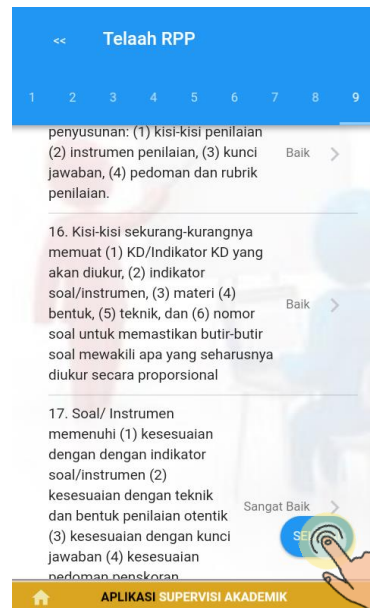 << Telaah RPP
1 2 3 4 5 6 7 8 9
penyusunan: (1) kisi-kisi penilaian
(2) instrumen penilaian, (3) kunci
jawaban, (4) pedoman dan rubrik
penilaian.
Baik >
16. Kisi-kisi sekurang-kurangnya
memuat (1) KD/Indikator KD yang
akan diukur, (2) indikator
soal/instrumen, (3) materi (4)
bentuk, (5) teknik, dan (6) nomor
soal untuk memastikan butir-butir
soal mewakili apa yang seharusnya
diukur secara proporsional
Baik >
17. Soal/ Instrumen
memenuhi (1) kesesuaian
dengan dengan indikator
soal/instrumen (2)
kesesuaian dengan teknik
dan bentuk penilaian otentik
(3) kesesuaian dengan kunci
jawaban (4) kesesuaian
pedoman penskoran
Sangat Baik >
APLIKASI SUPERVISI AKADEMIK